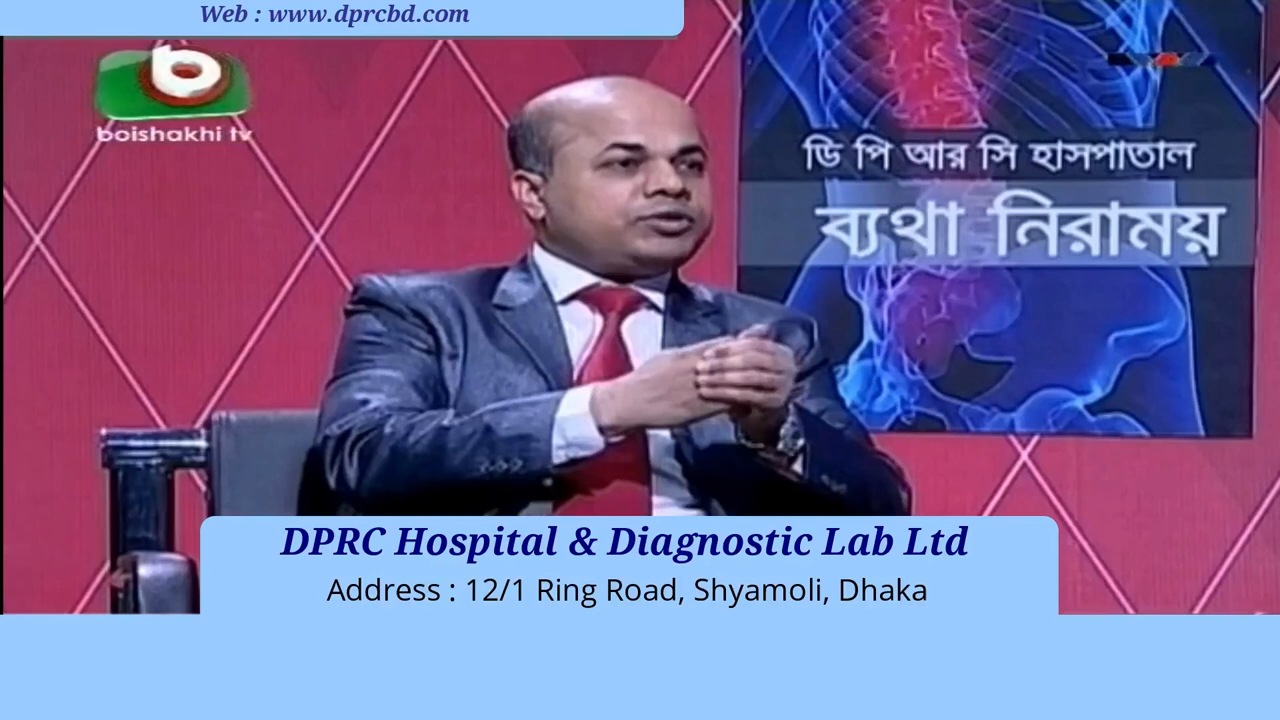 Web : www.dprcbd.com
b
boishakhi tv
ডি পি আর সি হাসপাতাল
ব্যথা নিরাময়
DPRC Hospital & Diagnostic Lab Ltd
Address : 12/1 Ring Road, Shyamoli, Dhaka